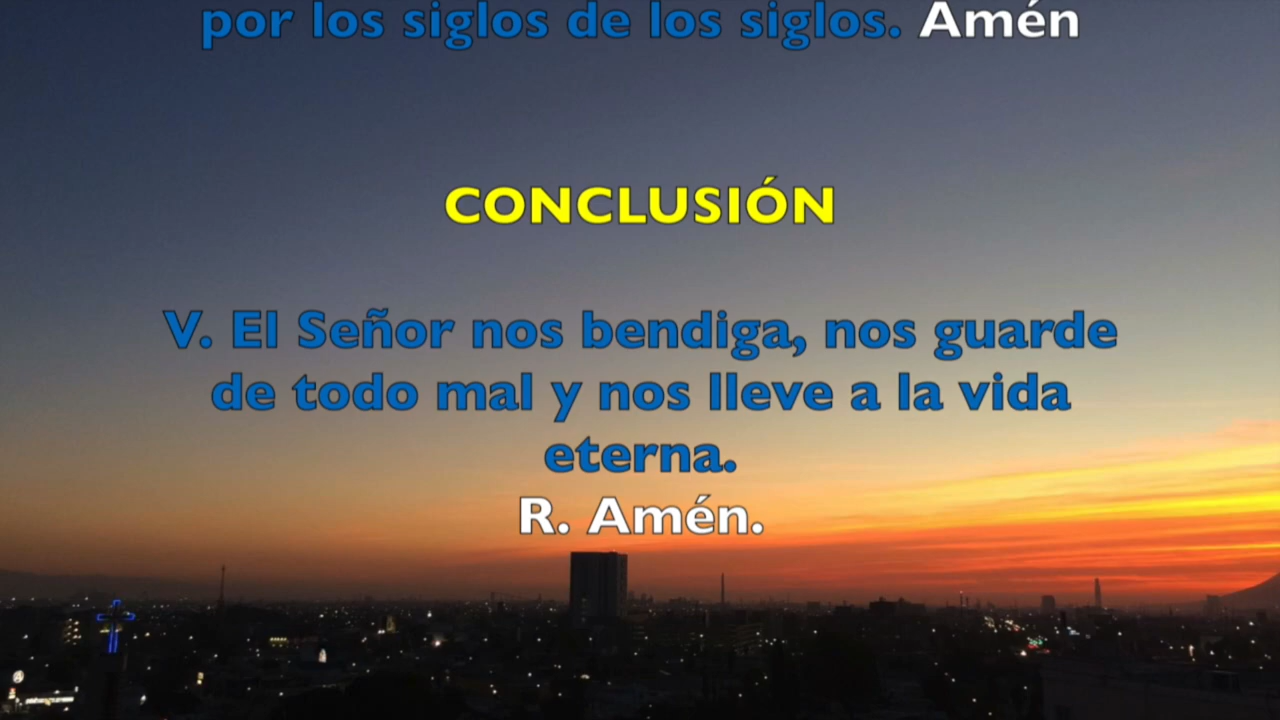 por los siglos de los siglos. Amén
CONCLUSIÓN
V. El Señor nos bendiga, nos guarde
de todo mal y nos lleve a la vida
eterna.
R. Amén.